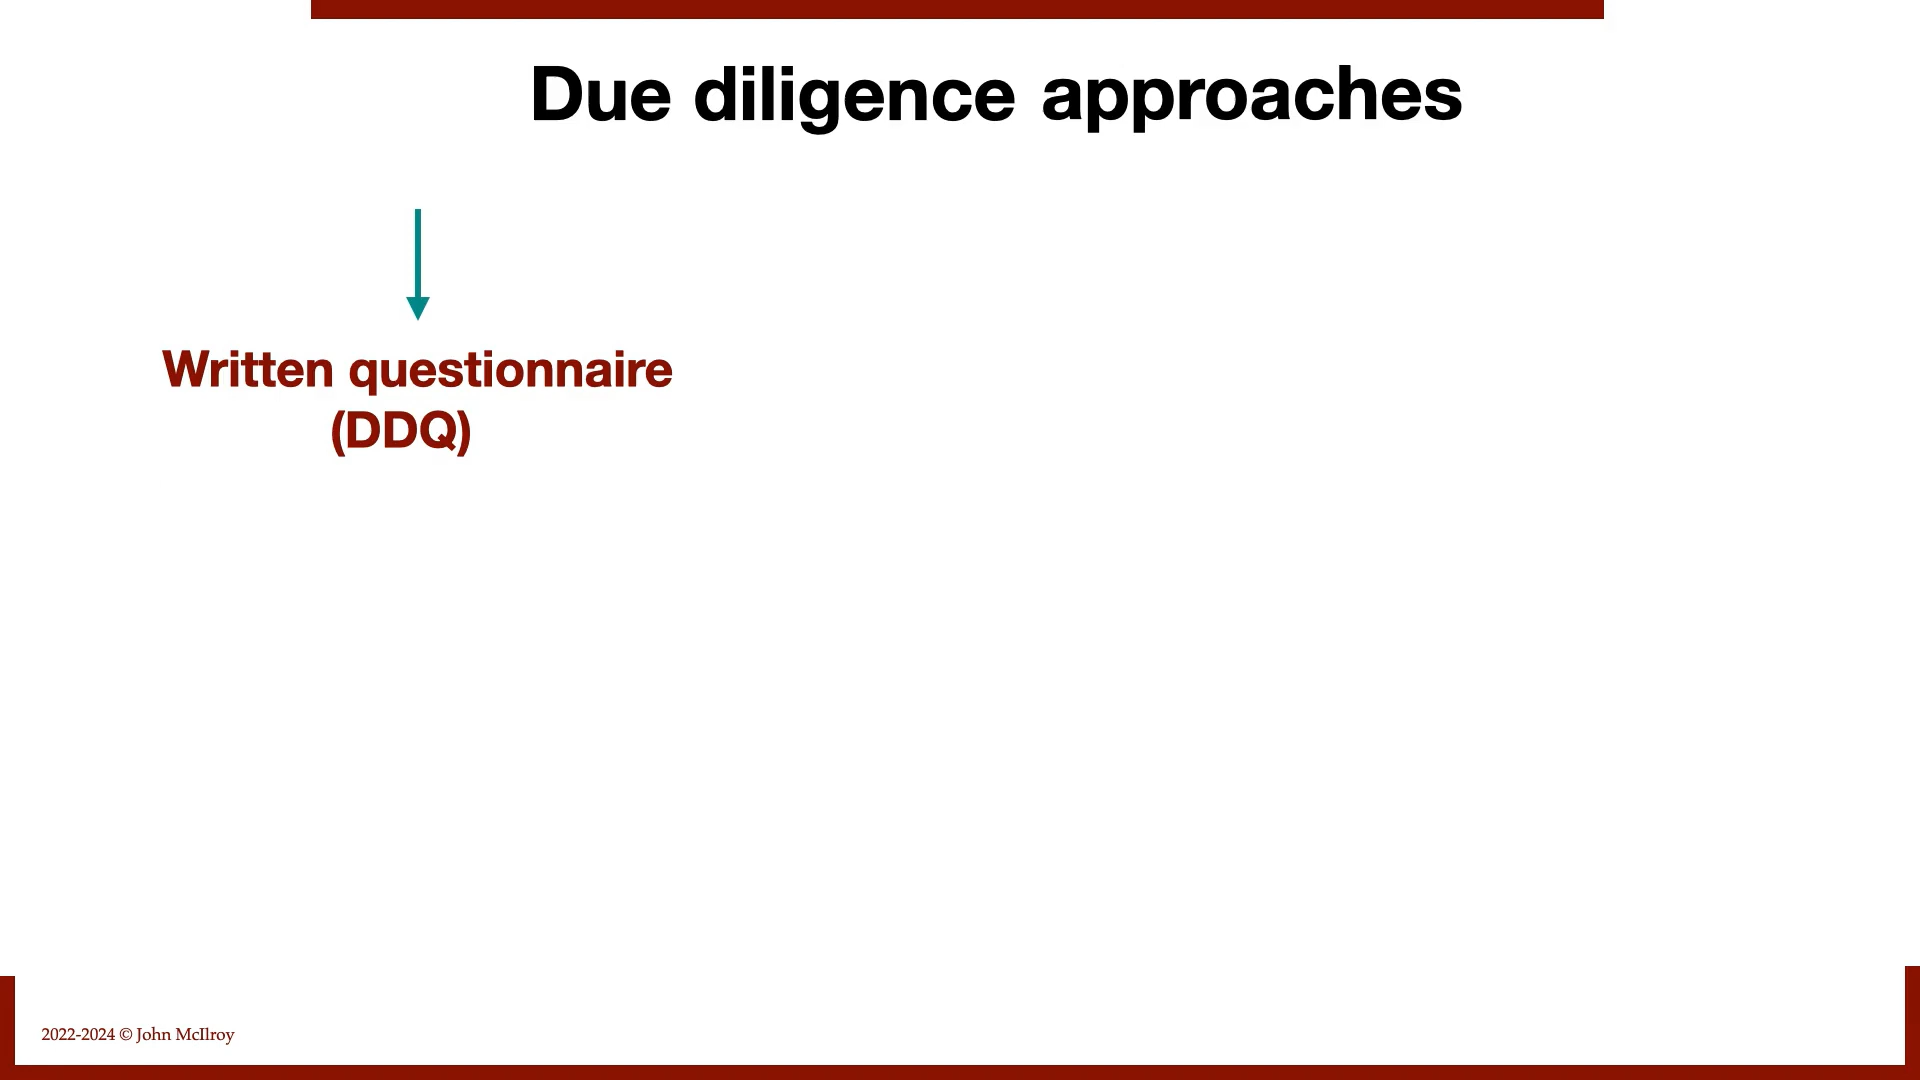 Due diligence approaches
Written questionnaire
(DDQ)
2022-2024 © John McIlroy